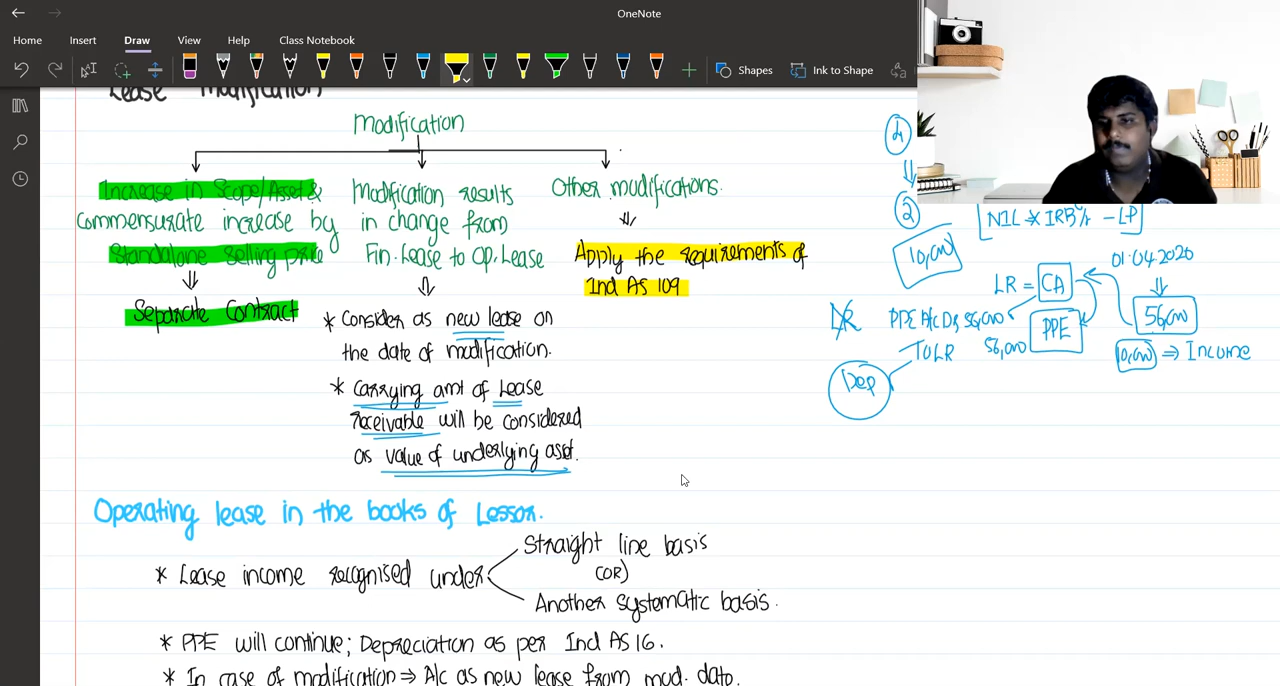 OneNote
Home Insert Draw View Help Class Notebook
Shapes Ink to Shape
Lease Modification
Modification
Increase in Scope/Asset &
Commensurate increase by
Standalone Selling price
Separate Contract
Modification results
in change from
Fin. Lease to Op. Lease
* Consider as new lease on
the date of modification.
* Carrying amt of Lease
receivable will be considered
as value of underlying asset.
Other modifications.
Apply the requirements of
Ind AS 109
②
[NIL * IRR% - LP]
10,000
01.04.2020
LR = CA
56,000
PPE A/c Dr 56,000
PPE
To LR 56,000
10,000 ⇒ Income
Dep
Operating lease in the books of Lessor.
* Lease income recognised under
Straight line basis
(OR)
Another systematic basis.
* PPE will continue; Depreciation as per Ind AS 16.
* In case of modification ⇒ A/c as new lease from mod. date.